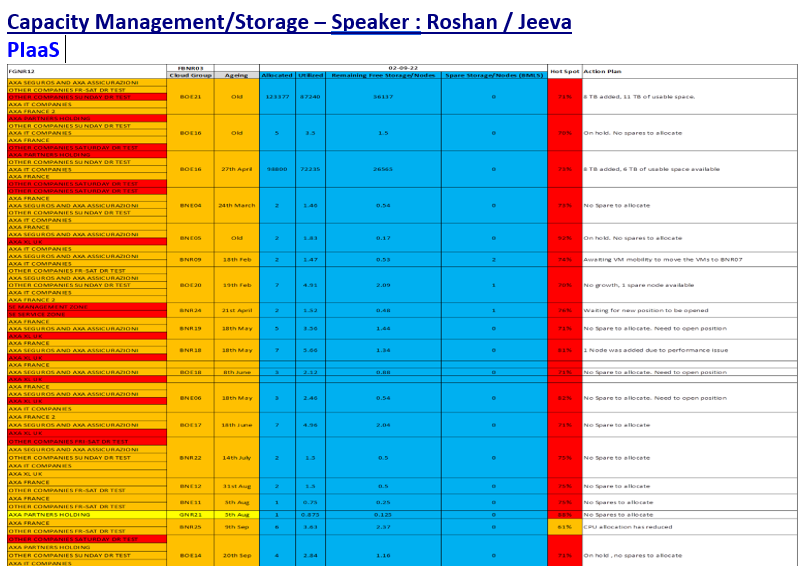 Capacity Management/Storage – Speaker : Roshan / Jeeva
PIaaS
FGNR12 FBNR03 02-09-22 Hot Spot Action Plan
Cloud Group Ageing Allocated Utilized Remaining Free Storage/Nodes Spare Storage/Nodes (BMLS)
AXA SEGUROS AND AXA ASSICURAZIONI
OTHER COMPANIES FR-SAT DR TEST
OTHER COMPANIES SUNDAY DR TEST BOE21 Old 123377 87240 36137 0 71% 8 TB added, 11 TB of usable space.
AXA IT COMPANIES
AXA FRANCE 2
AXA PARTNERS HOLDING
OTHER COMPANIES SUNDAY DR TEST
AXA IT COMPANIES BOE16 Old 5 3.5 1.5 0 On hold. No spares to allocate
AXA FRANCE
OTHER COMPANIES SATURDAY DR TEST
AXA PARTNERS HOLDING
OTHER COMPANIES SUNDAY DR TEST
AXA IT COMPANIES BOE16 27th April 98800 72235 26565 0 73% 8 TB added, 6 TB of usable space available
AXA FRANCE
OTHER COMPANIES SATURDAY DR TEST
OTHER COMPANIES FR-SAT DR TEST
AXA SEGUROS AND AXA ASSICURAZIONI BNE04 24th March 2 1.46 0.54 0 73% No Spare to allocate
OTHER COMPANIES SUNDAY DR TEST
AXA IT COMPANIES
AXA FRANCE
AXA SEGUROS AND AXA ASSICURAZIONI BNE05 Old 2 1.83 0.17 0 92% On hold. No spares to allocate
AXA XL UK
AXA IT COMPANIES
AXA IT COMPANIES BNR09 18th Feb 2 1.47 0.53 2 74% Awaiting VM mobility to move the VMs to BNR07
OTHER COMPANIES FR-SAT DR TEST
AXA SEGUROS AND AXA ASSICURAZIONI BOE20 19th Feb 7 4.91 2.09 1 70% No growth, 1 spare node available
OTHER COMPANIES SUNDAY DR TEST
AXA IT COMPANIES
AXA FRANCE 2
SE MANAGEMENT ZONE BNR24 21st April 2 1.52 0.48 1 76% Waiting for new position to be opened
SE SERVICE ZONE
AXA FRANCE
AXA SEGUROS AND AXA ASSICURAZIONI BNR19 18th May 5 3.56 1.44 0 71% No Spare to allocate. Need to open position
AXA XL UK
AXA FRANCE
AXA SEGUROS AND AXA ASSICURAZIONI BNR18 18th May 7 1 Node was added due to performance issue
AXA XL UK
AXA FRANCE
AXA SEGUROS AND AXA ASSICURAZIONI BOE18 8th June 3 2.12 0.88 0 71% No Spare to allocate. Need to open position
AXA XL UK
AXA FRANCE
AXA SEGUROS AND AXA ASSICURAZIONI BNE06 18th May 3 2.46 0.54 0 82% No Spare to allocate. Need to open position
AXA XL UK
AXA IT COMPANIES
AXA FRANCE 2
AXA SEGUROS AND AXA ASSICURAZIONI BOE17 18th June 7 4.96 2.04 0 71% No Spare to allocate
AXA XL UK
OTHER COMPANIES FR-SAT DR TEST
AXA SEGUROS AND AXA ASSICURAZIONI
OTHER COMPANIES SUNDAY DR TEST BNR22 14th July 2 1.5 0.5 0 75% No Spare to allocate
AXA IT COMPANIES
AXA XL UK
AXA FRANCE BNE12 31st Aug 2 1.5 0.5 0 75% No Spare to allocate
OTHER COMPANIES FR-SAT DR TEST
AXA FRANCE BNE11 5th Aug 1 0.75 0.25 0 75% No Spares to allocate
OTHER COMPANIES FR-SAT DR TEST
AXA PARTNERS HOLDING GNR21 5th Aug 1 0.875 0.125 0 No Spares to allocate
AXA FRANCE BNR25 9th Sep 6 3.63 2.37 0 61% CPU allocation has reduced
OTHER COMPANIES FR-SAT DR TEST
OTHER COMPANIES SATURDAY DR TEST
AXA PARTNERS HOLDING
OTHER COMPANIES SUNDAY DR TEST BOE14 20th Sep 4 2.84 1.16 0 71% On hold , no spares to allocate
AXA IT COMPANIES